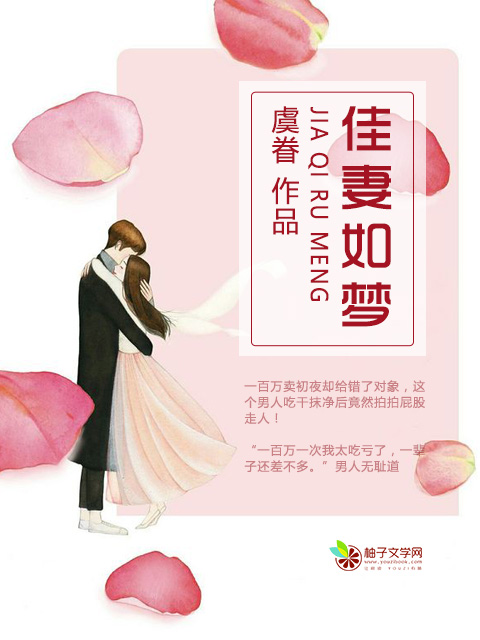 佳妻如梦
JIA QI RU MENG
虞眷 作品
一百万卖初夜却给错了对象，这
个男人吃干抹净后竟然拍拍屁股
走人！
“一百万一次我太吃亏了，一辈
子还差不多。”男人无耻道
柚子文学网
www.youzibook.com